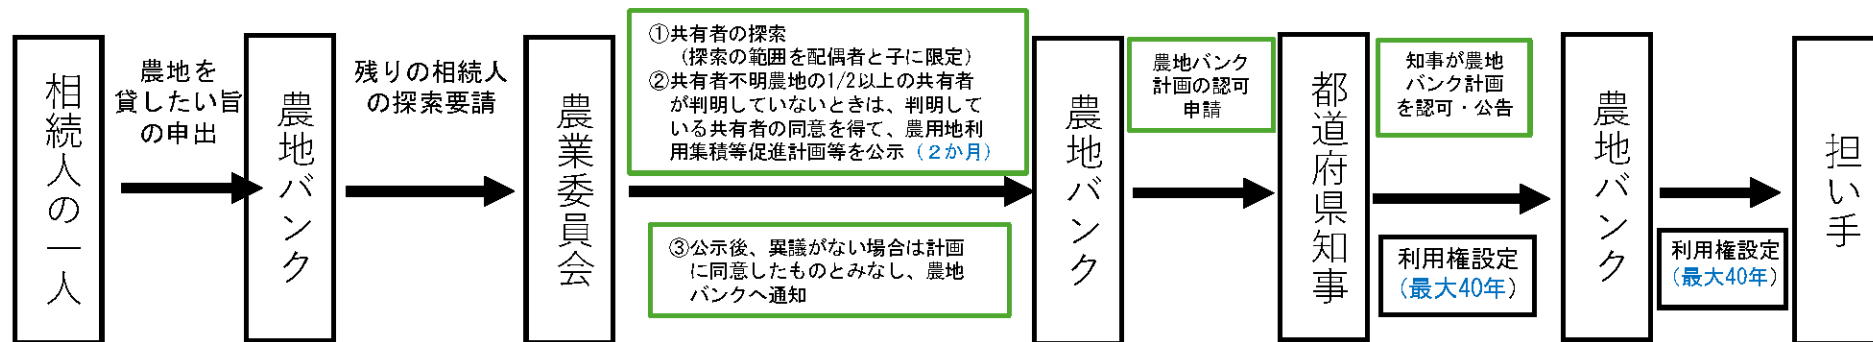 相続人の一人
農地を
貸したい旨
の申出
農地バンク
残りの相続人
の探索要請
農業委員会
①共有者の探索
（探索の範囲を配偶者と子に限定）
②共有者不明農地の1/2以上の共有者
が判明していないときは、判明して
いる共有者の同意を得て、農用地利
用集積等促進計画等を公示（２か月）
③公示後、異議がない場合は計画
に同意したものとみなし、農地
バンクへ通知
農地バンク
農地バンク
計画の認可
申請
都道府県知事
知事が農地
バンク計画
を認可・公告
利用権設定
（最大40年）
農地バンク
利用権設定
（最大40年）
担い手